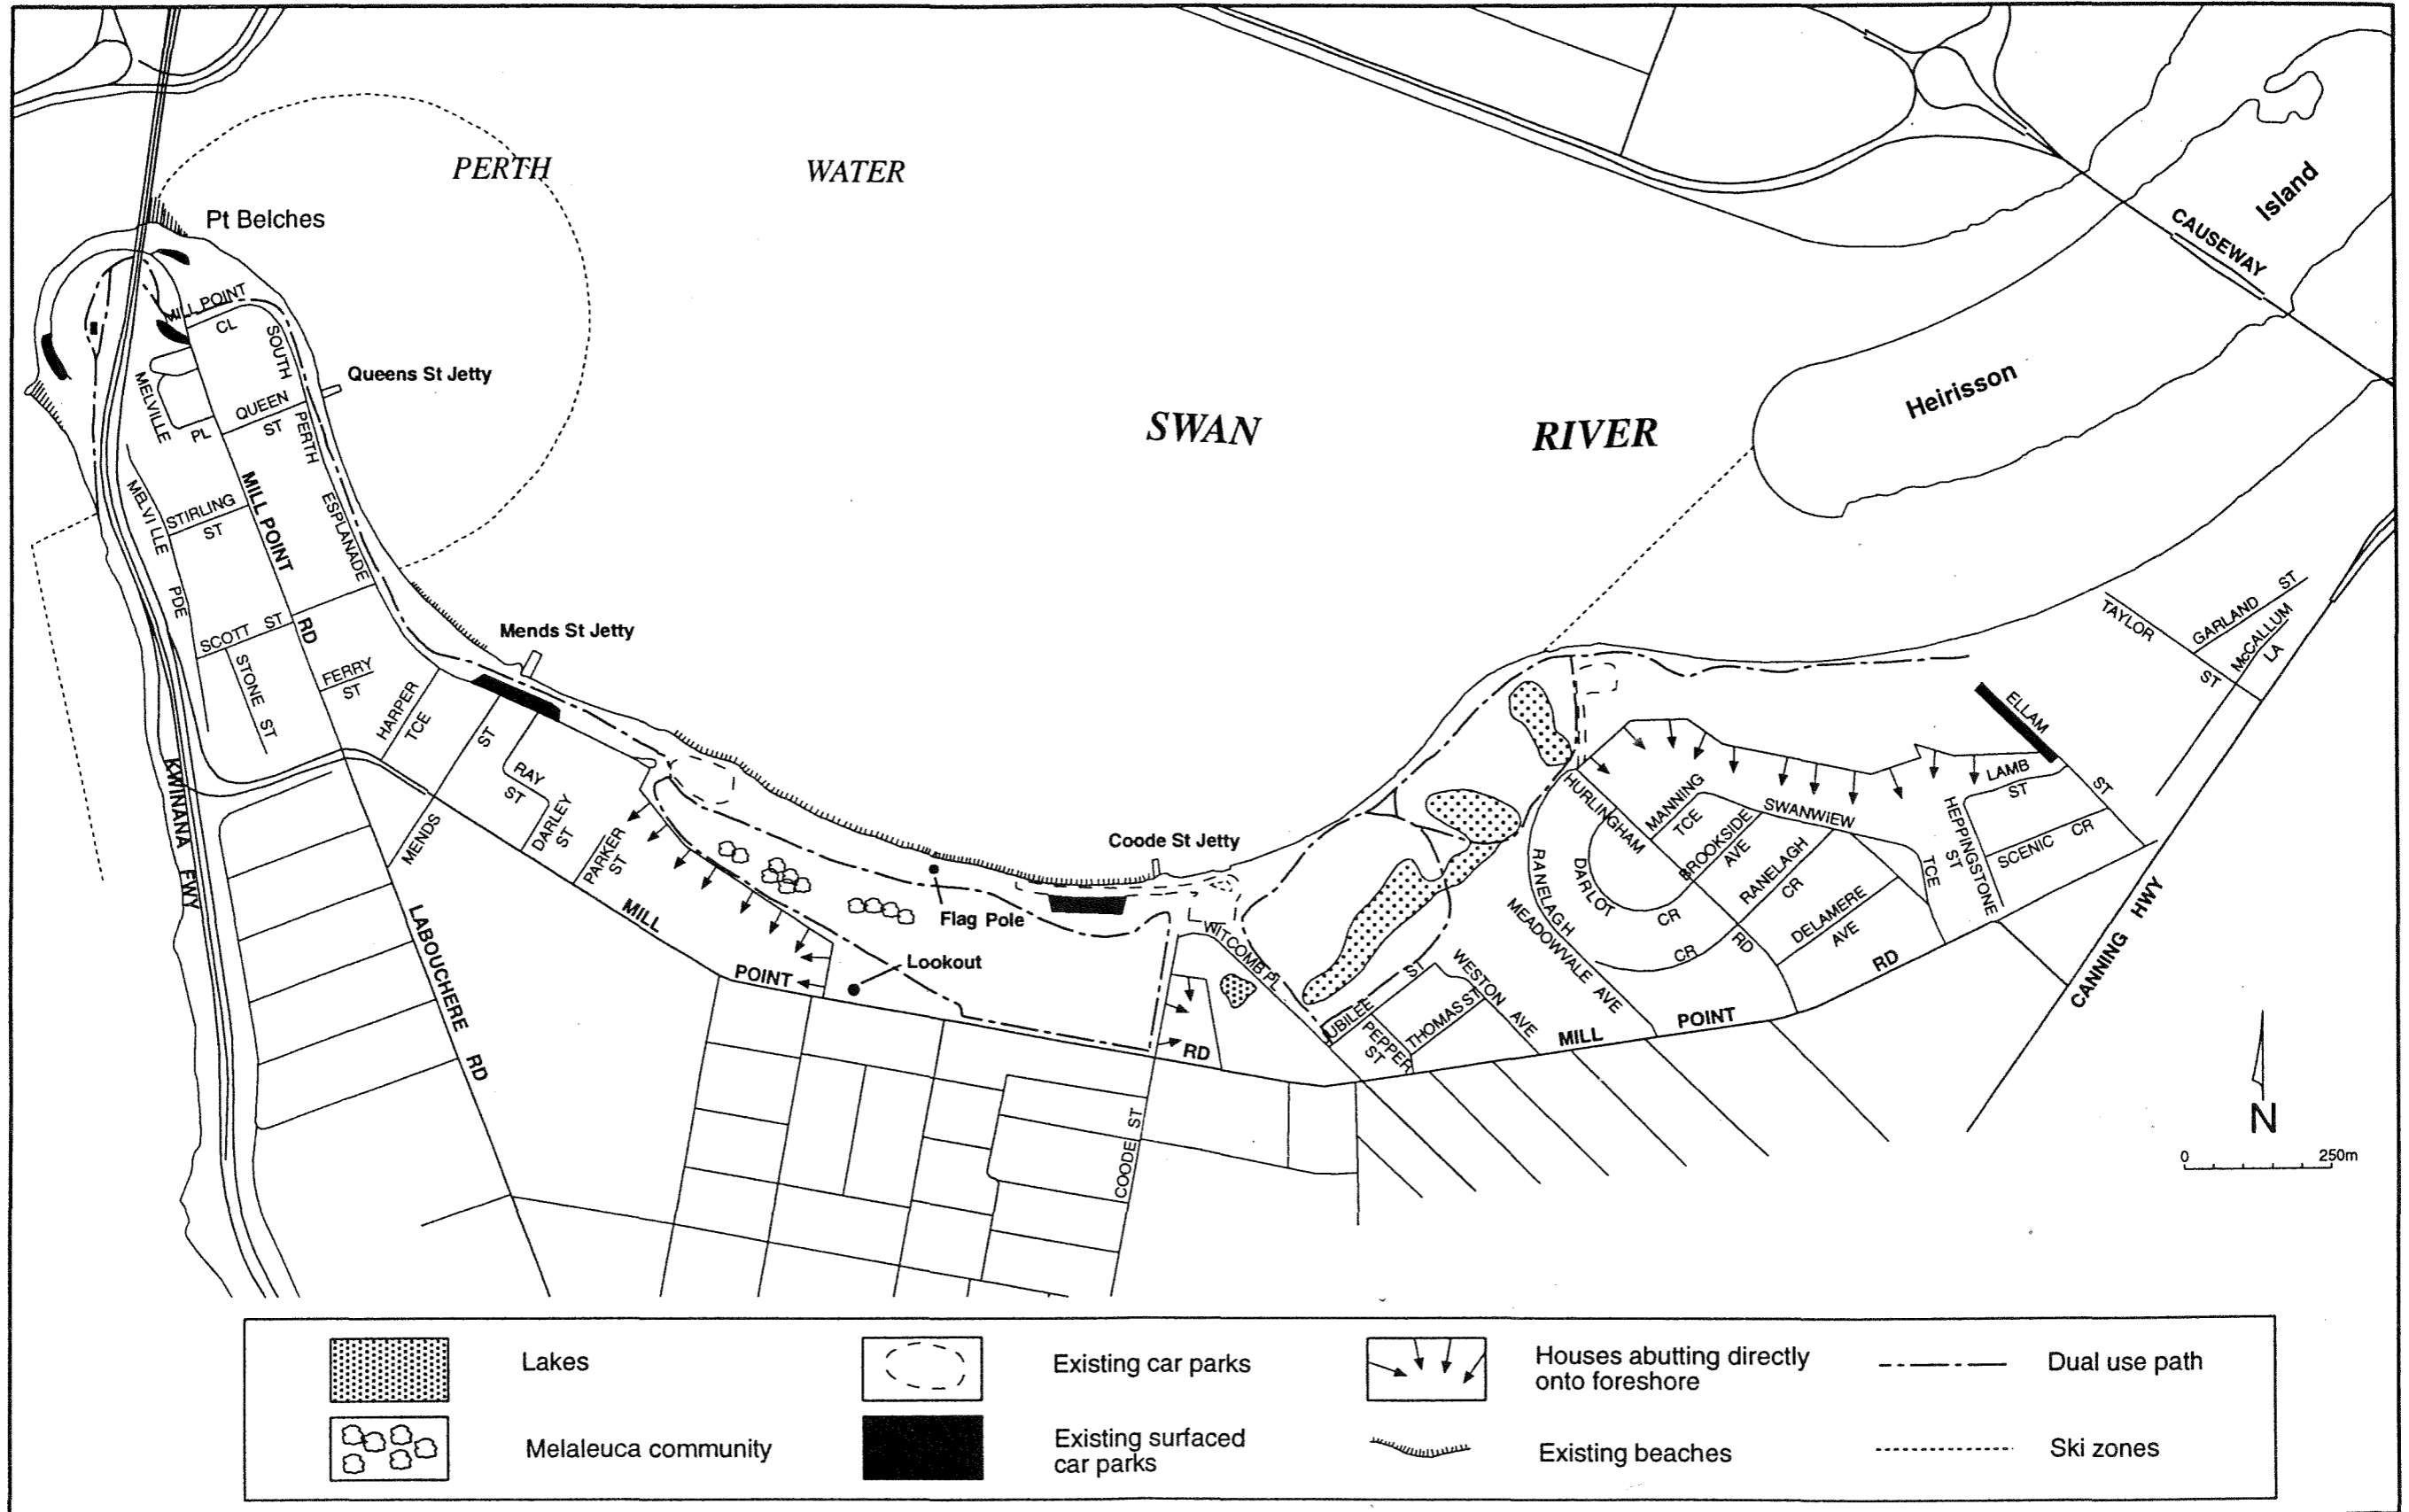 PERTH WATER
Pt Belches
Island
CAUSEWAY
MILL POINT
CL
SOUTH
Queens St Jetty
Heirisson
MELVILLE
PL
QUEEN
ST
PERTH
SWAN RIVER
ESPLANADE
MILL POINT
RD
MELVILLE
PDE
STIRLING
ST
SCOTT ST
STONE ST
FERRY
ST
Mends St Jetty
HARPER
TCE
MENDS
ST
RAY
ST
DARLEY
ST
PARKER
ST
KWINANA FWY
LABOUCHERE RD
MILL
POINT
RD
Flag Pole
Lookout
Coode St Jetty
WITCOMB PL
COODE ST
TAYLOR
ST
GARLAND ST
McCALLUM
LA
ELLAM
ST
LAMB
ST
HEPPINGSTONE
ST
SCENIC CR
HURLINGHAM
RD
MANNING
TCE
BROOKSIDE
AVE
SWANWIEW
TCE
RANELAGH
CR
DARLOT
CR
RANELAGH
CR
DELAMERE
AVE
MEADOWVALE AVE
WESTON
AVE
JUBILEE
ST
THOMAS ST
PEPPER
ST
MILL POINT RD
CANNING HWY
N
0 250m
Lakes
Existing car parks
Houses abutting directly
onto foreshore
Dual use path
Melaleuca community
Existing surfaced
car parks
Existing beaches
Ski zones